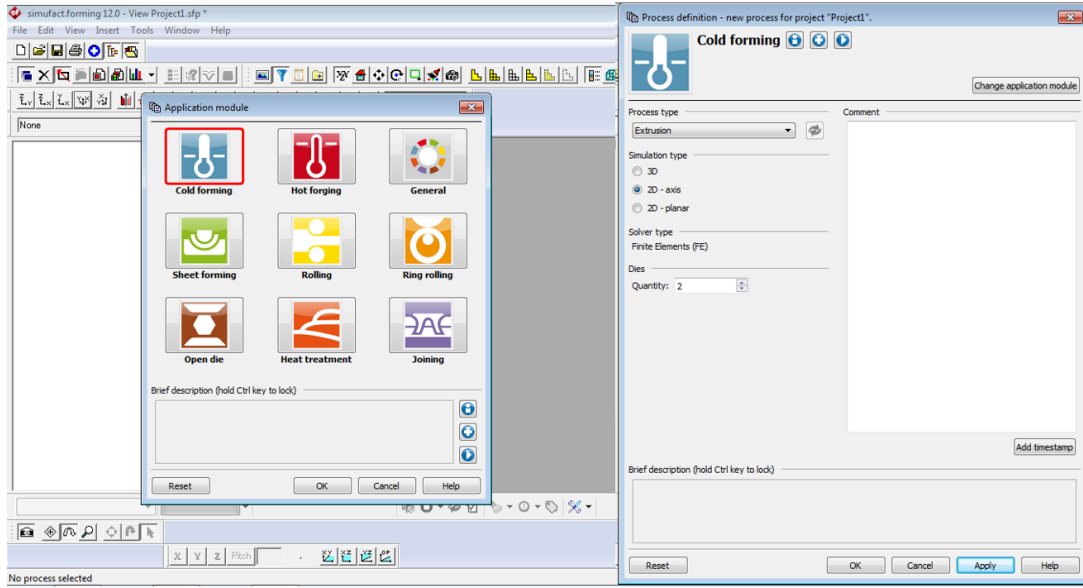 simufact.forming 12.0 - View Project1.sfp *
File Edit View Insert Tools Window Help
None
Application module
Cold forming
Hot forging
General
Sheet forming
Rolling
Ring rolling
Open die
Heat treatment
Joining
Brief description (hold Ctrl key to lock)
Reset OK Cancel Help
X Y Z Pitch
No process selected
Process definition - new process for project "Project1".
Cold forming
Change application module
Process type
Extrusion
Simulation type
3D
2D - axis
2D - planar
Solver type
Finite Elements (FE)
Dies
Quantity: 2
Comment
Add timestamp
Brief description (hold Ctrl key to lock)
Reset OK Cancel Apply Help